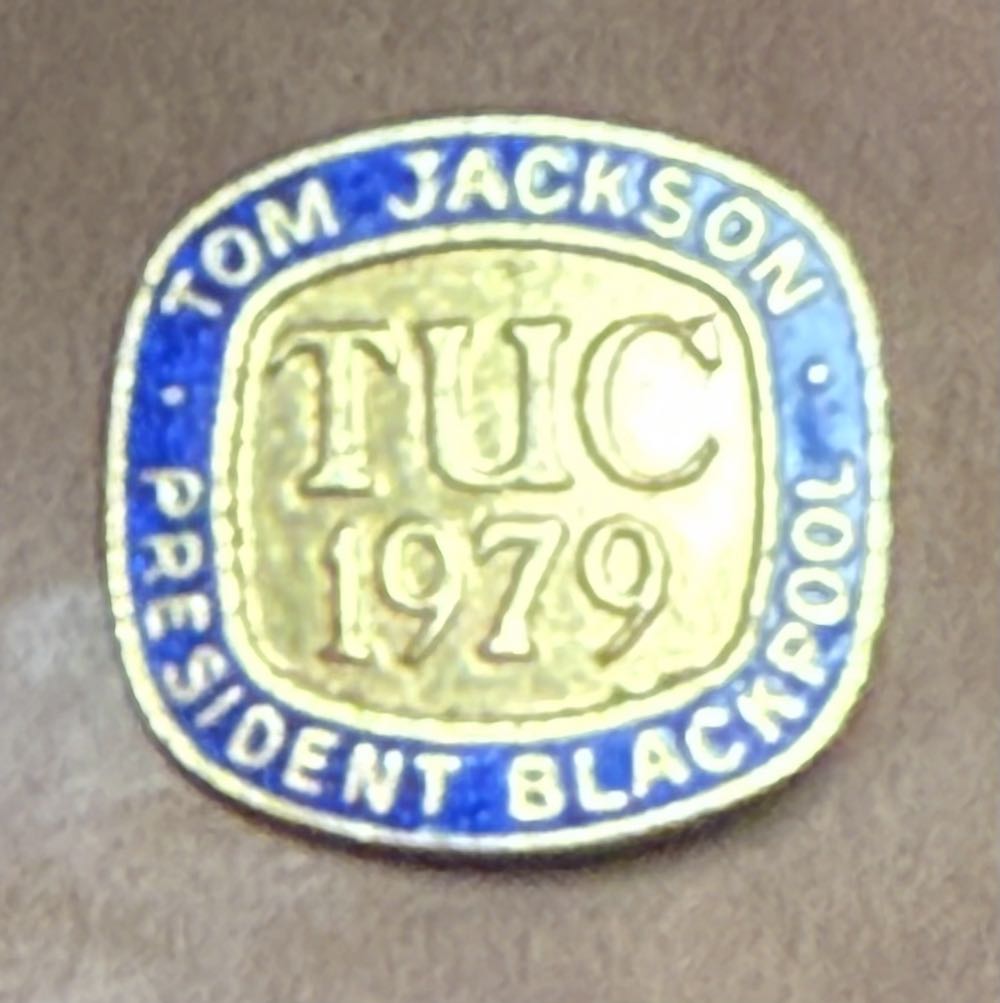 TOM JACKSON
TUC
1979
· PRESIDENT BLACKPOOL ·